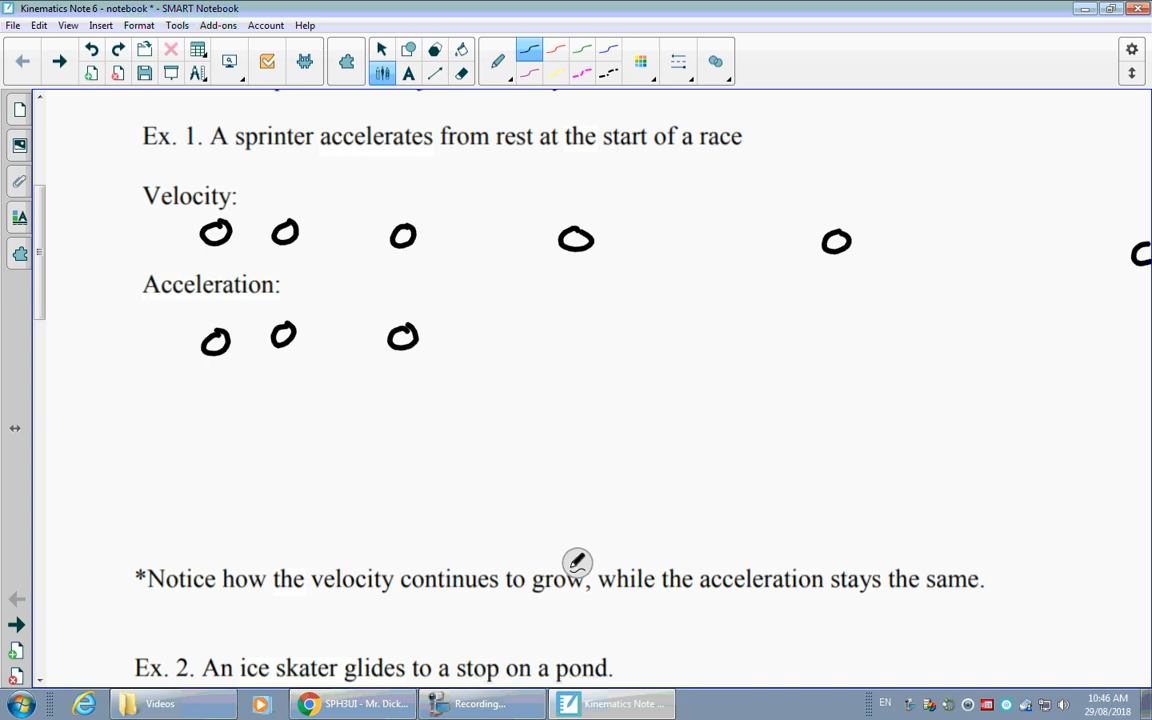 Kinematics Note 6 - notebook * - SMART Notebook
File Edit View Insert Format Tools Add-ons Account Help
Ex. 1. A sprinter accelerates from rest at the start of a race
Velocity:
Acceleration:
*Notice how the velocity continues to grow, while the acceleration stays the same.
Ex. 2. An ice skater glides to a stop on a pond.
Videos
SPH3UI - Mr. Dick...
Recording...
Kinematics Note ...
EN
10:46 AM
29/08/2018